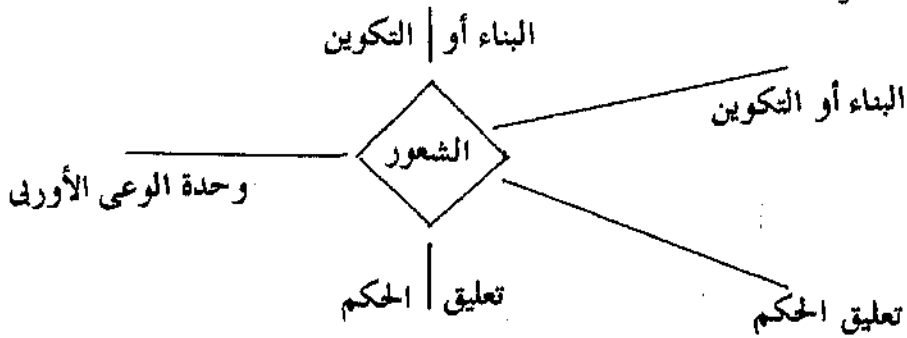 البناء أو التكوين
البناء أو التكوين
الشعور
وحدة الوعى الأوربى
تعليق الحكم
تعليق الحكم